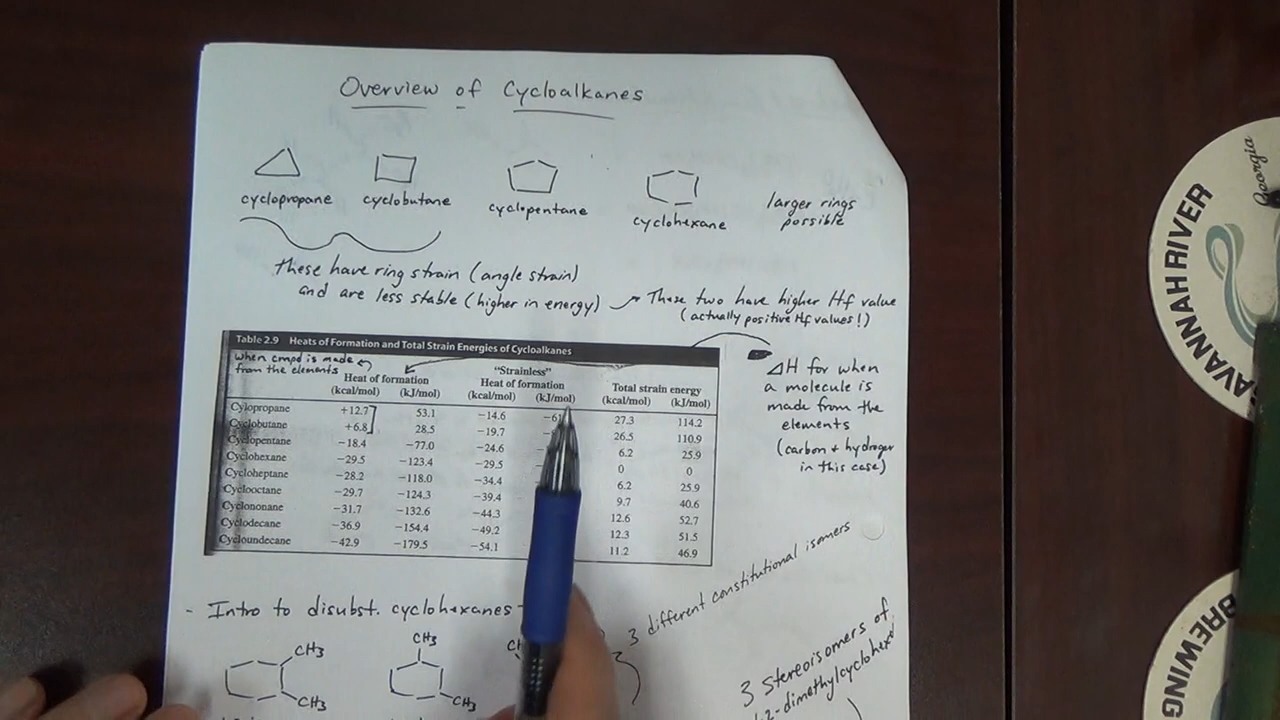 Overview of Cycloalkanes
cyclopropane
cyclobutane
cyclopentane
cyclohexane
larger rings
possible
these have ring strain (angle strain)
and are less stable (higher in energy)
These two have higher Hf value
(actually positive Hf values!)
Table 2.9 Heats of Formation and Total Strain Energies of Cycloalkanes
when cmpd is made
from the elements
Heat of formation
"Strainless"
Heat of formation
Total strain energy
(kcal/mol) (kJ/mol) (kcal/mol) (kJ/mol) (kcal/mol) (kJ/mol)
Cylopropane +12.7 53.1 −14.6 −61 27.3 114.2
Cyclobutane +6.8 28.5 −19.7 26.5 110.9
Cyclopentane −18.4 −77.0 −24.6 6.2 25.9
Cyclohexane −29.5 −123.4 −29.5 0 0
Cycloheptane −28.2 −118.0 −34.4 6.2 25.9
Cyclooctane −29.7 −124.3 −39.4 9.7 40.6
Cyclononane −31.7 −132.6 −44.3 12.6 52.7
Cyclodecane −36.9 −154.4 −49.2 12.3 51.5
Cycloundecane −42.9 −179.5 −54.1 11.2 46.9
ΔH for when
a molecule is
made from the
elements
(carbon + hydrogen
in this case)
- Intro to disubst. cyclohexanes
CH3
CH3
CH3
CH3
CH
3 different constitutional isomers
3 stereoisomers of
1,2-dimethylcyclohex
SAVANNAH RIVER
Georgia
BREWING